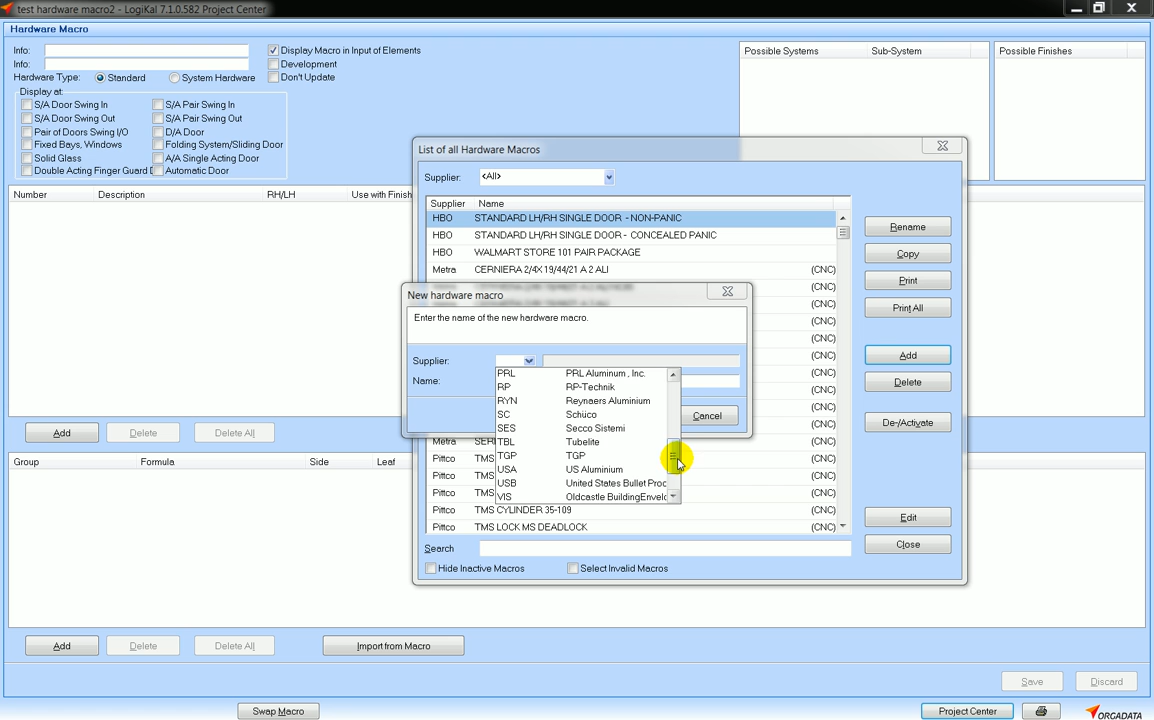 test hardware macro2 - LogiKal 7.1.0.582 Project Center
Hardware Macro
Info:
Info:
Hardware Type: Standard System Hardware
Display Macro in Input of Elements
Development
Don't Update
Display at:
S/A Door Swing In S/A Pair Swing In
S/A Door Swing Out S/A Pair Swing Out
Pair of Doors Swing I/O D/A Door
Fixed Bays, Windows Folding System/Sliding Door
Solid Glass A/A Single Acting Door
Double Acting Finger Guard D Automatic Door
Possible Systems Sub-System
Possible Finishes
Number Description RH/LH Use with Finish
List of all Hardware Macros
Supplier: <All>
Supplier Name
HBO STANDARD LH/RH SINGLE DOOR - NON-PANIC
HBO STANDARD LH/RH SINGLE DOOR - CONCEALED PANIC
HBO WALMART STORE 101 PAIR PACKAGE
Metra CERNIERA 2/4X 19/44/21 A 2 ALI (CNC)
(CNC)
(CNC)
(CNC)
(CNC)
(CNC)
(CNC)
(CNC)
(CNC)
(CNC)
Metra SERI (CNC)
Pittco TMS (CNC)
Pittco TMS (CNC)
Pittco TMS (CNC)
Pittco TMS CYLINDER 35-109 (CNC)
Pittco TMS LOCK MS DEADLOCK (CNC)
Search
Hide Inactive Macros Select Invalid Macros
Rename
Copy
Print
Print All
Add
Delete
De-/Activate
Edit
Close
New hardware macro
Enter the name of the new hardware macro.
Supplier:
Name:
Cancel
PRL PRL Aluminum , Inc.
RP RP-Technik
RYN Reynaers Aluminium
SC Schüco
SES Secco Sistemi
TBL Tubelite
TGP TGP
USA US Aluminium
USB United States Bullet Proo
VIS Oldcastle BuildingEnvelo
Add Delete Delete All
Group Formula Side Leaf
Add Delete Delete All Import from Macro
Save Discard
Swap Macro Project Center
ORGADATA